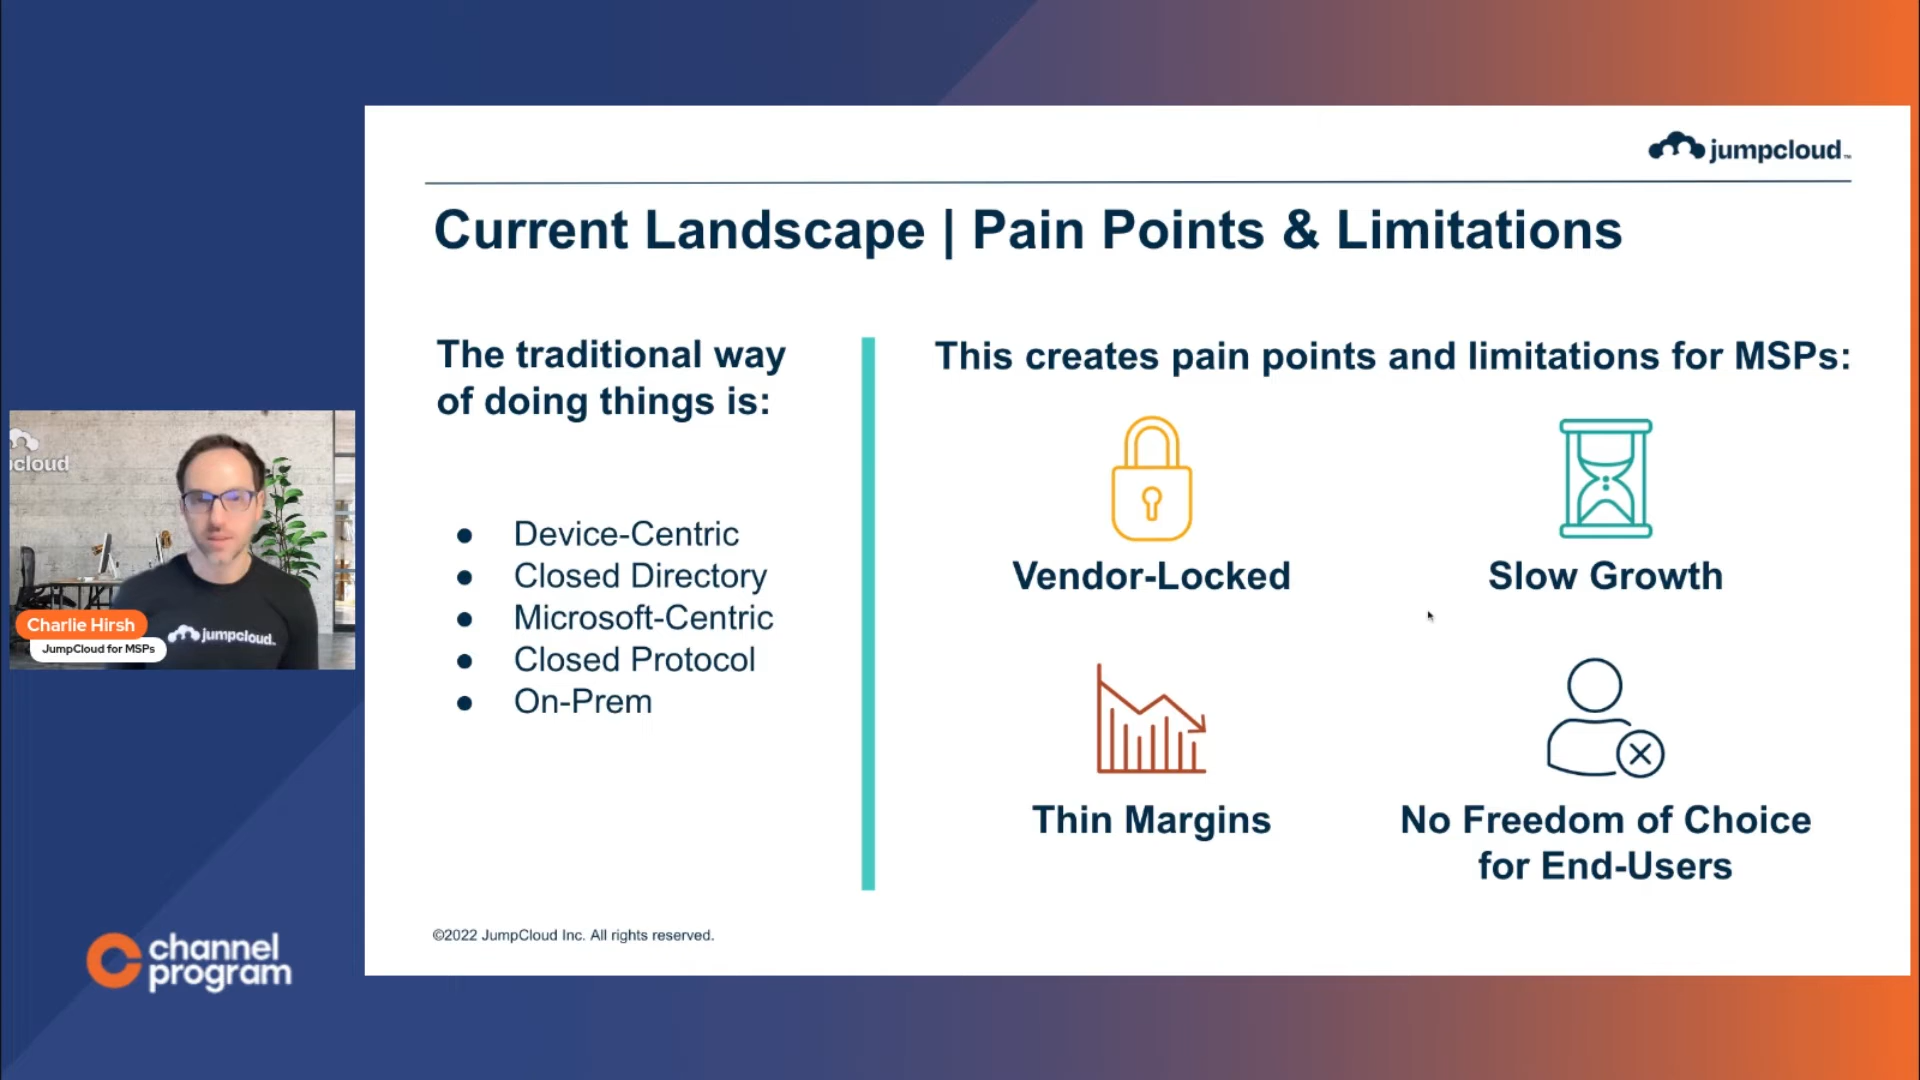 jumpcloud™
Current Landscape | Pain Points & Limitations
The traditional way
of doing things is:
● Device-Centric
● Closed Directory
● Microsoft-Centric
● Closed Protocol
● On-Prem
This creates pain points and limitations for MSPs:
Vendor-Locked
Slow Growth
Thin Margins
No Freedom of Choice
for End-Users
©2022 JumpCloud Inc. All rights reserved.
pcloud
jumpcloud.
Charlie Hirsh
JumpCloud for MSPs
channel
program